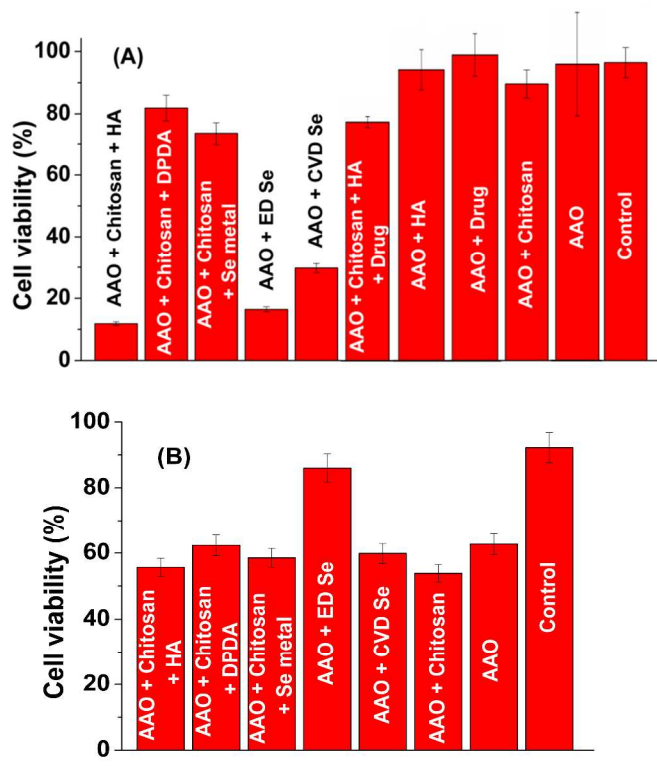 (A)
Cell viability (%)
100
80
60
40
20
0
AAO + Chitosan + HA
AAO + Chitosan + DPDA
AAO + Chitosan
+ Se metal
AAO + ED Se
AAO + CVD Se
AAO + Chitosan + HA
+ Drug
AAO + HA
AAO + Drug
AAO + Chitosan
AAO
Control
(B)
Cell viability (%)
100
80
60
40
20
0
AAO + Chitosan
+ HA
AAO + Chitosan
+ DPDA
AAO + Chitosan
+ Se metal
AAO + ED Se
AAO + CVD Se
AAO + Chitosan
AAO
Control